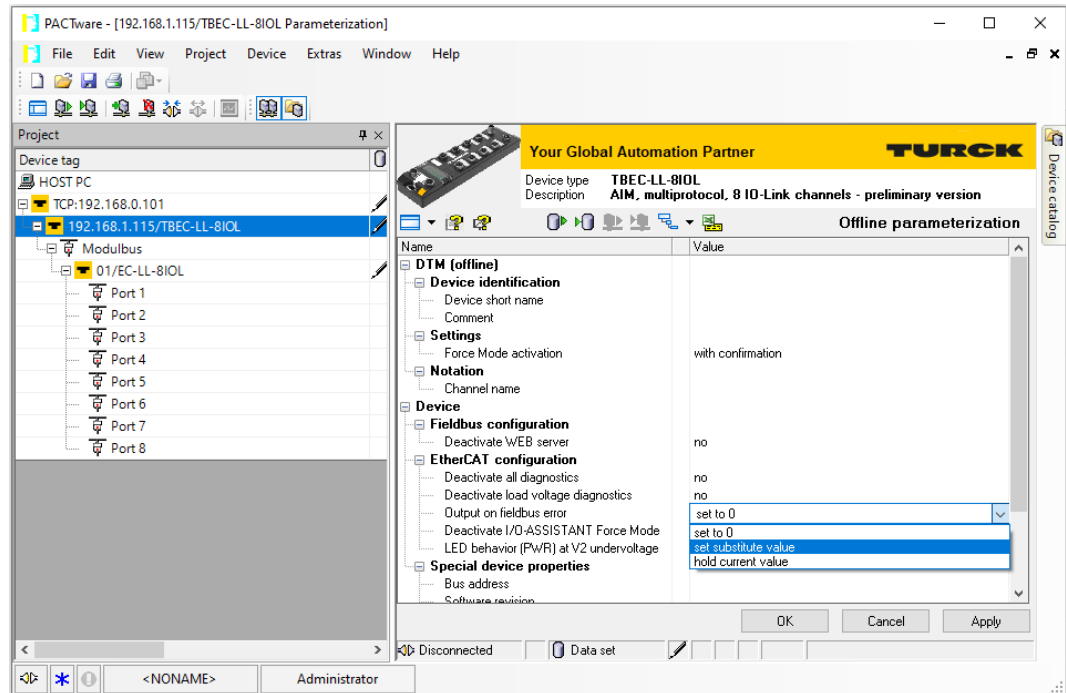 PACTware - [192.168.1.115/TBEC-LL-8IOL Parameterization]
File Edit View Project Device Extras Window Help
Project
Device tag
HOST PC
TCP:192.168.0.101
192.168.1.115/TBEC-LL-8IOL
Modulbus
01/EC-LL-8IOL
Port 1
Port 2
Port 3
Port 4
Port 5
Port 6
Port 7
Port 8
Your Global Automation Partner
TURCK
Device type TBEC-LL-8IOL
Description AIM, multiprotocol, 8 IO-Link channels - preliminary version
Offline parameterization
Name Value
DTM (offline)
Device identification
Device short name
Comment
Settings
Force Mode activation with confirmation
Notation
Channel name
Device
Fieldbus configuration
Deactivate WEB server no
EtherCAT configuration
Deactivate all diagnostics no
Deactivate load voltage diagnostics no
Output on fieldbus error set to 0
Deactivate I/O-ASSISTANT Force Mode set to 0
LED behavior (PWR) at V2 undervoltage set substitute value
hold current value
Special device properties
Bus address
Software revision
OK Cancel Apply
Disconnected Data set
Device catalog
<NONAME> Administrator